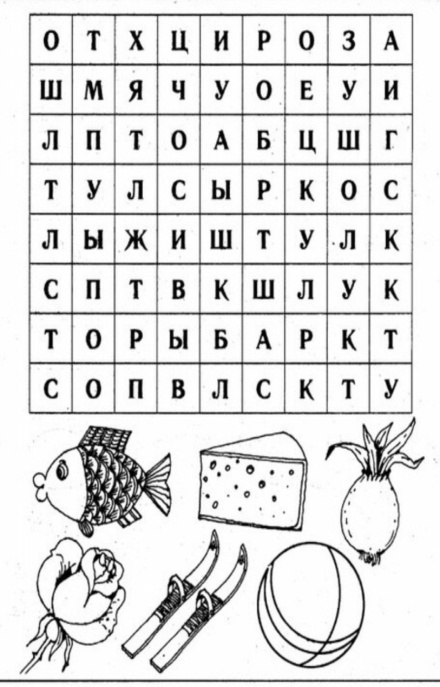 О Т Х Ц И Р О З А
Ш М Я Ч У О Е У И
Л П Т О А Б Ц Ш Г
Т У Л С Ы Р К О С
Л Ы Ж И Ш Т У Л К
С П Т В К Ш Л У К
Т О Р Ы Б А Р К Т
С О П В Л С К Т У